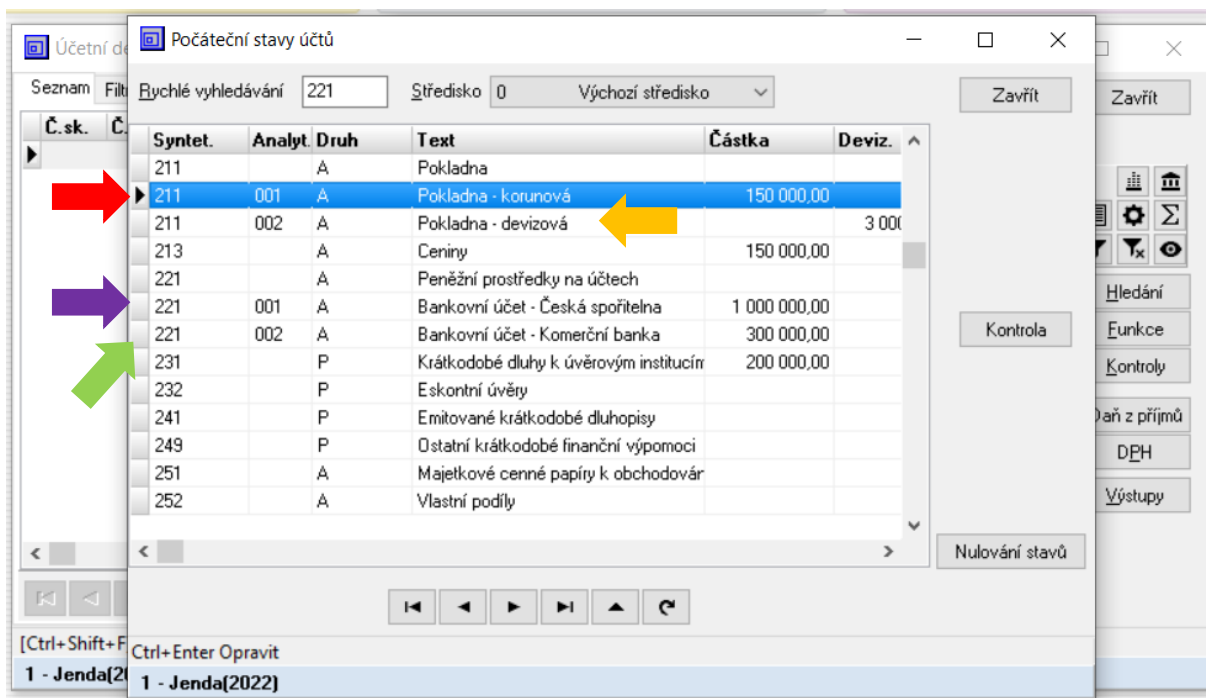 Účetní de
Počáteční stavy účtů
Seznam Filt
Rychlé vyhledávání 221 Středisko 0 Výchozí středisko
Zavřít
Zavřít
Č.sk. Č.
Syntet. Analyt. Druh Text Částka Deviz.
211 A Pokladna
211 001 A Pokladna - korunová 150 000,00
211 002 A Pokladna - devizová 3 000
213 A Ceniny 150 000,00
221 A Peněžní prostředky na účtech
221 001 A Bankovní účet - Česká spořitelna 1 000 000,00
221 002 A Bankovní účet - Komerční banka 300 000,00
231 P Krátkodobé dluhy k úvěrovým institucím 200 000,00
232 P Eskontní úvěry
241 P Emitované krátkodobé dluhopisy
249 P Ostatní krátkodobé finanční výpomoci
251 A Majetkové cenné papíry k obchodován
252 A Vlastní podíly
Kontrola
Nulování stavů
Hledání
Funkce
Kontroly
Daň z příjmů
DPH
Výstupy
[Ctrl+Shift+F
Ctrl+Enter Opravit
1 - Jenda(20
1 - Jenda(2022)